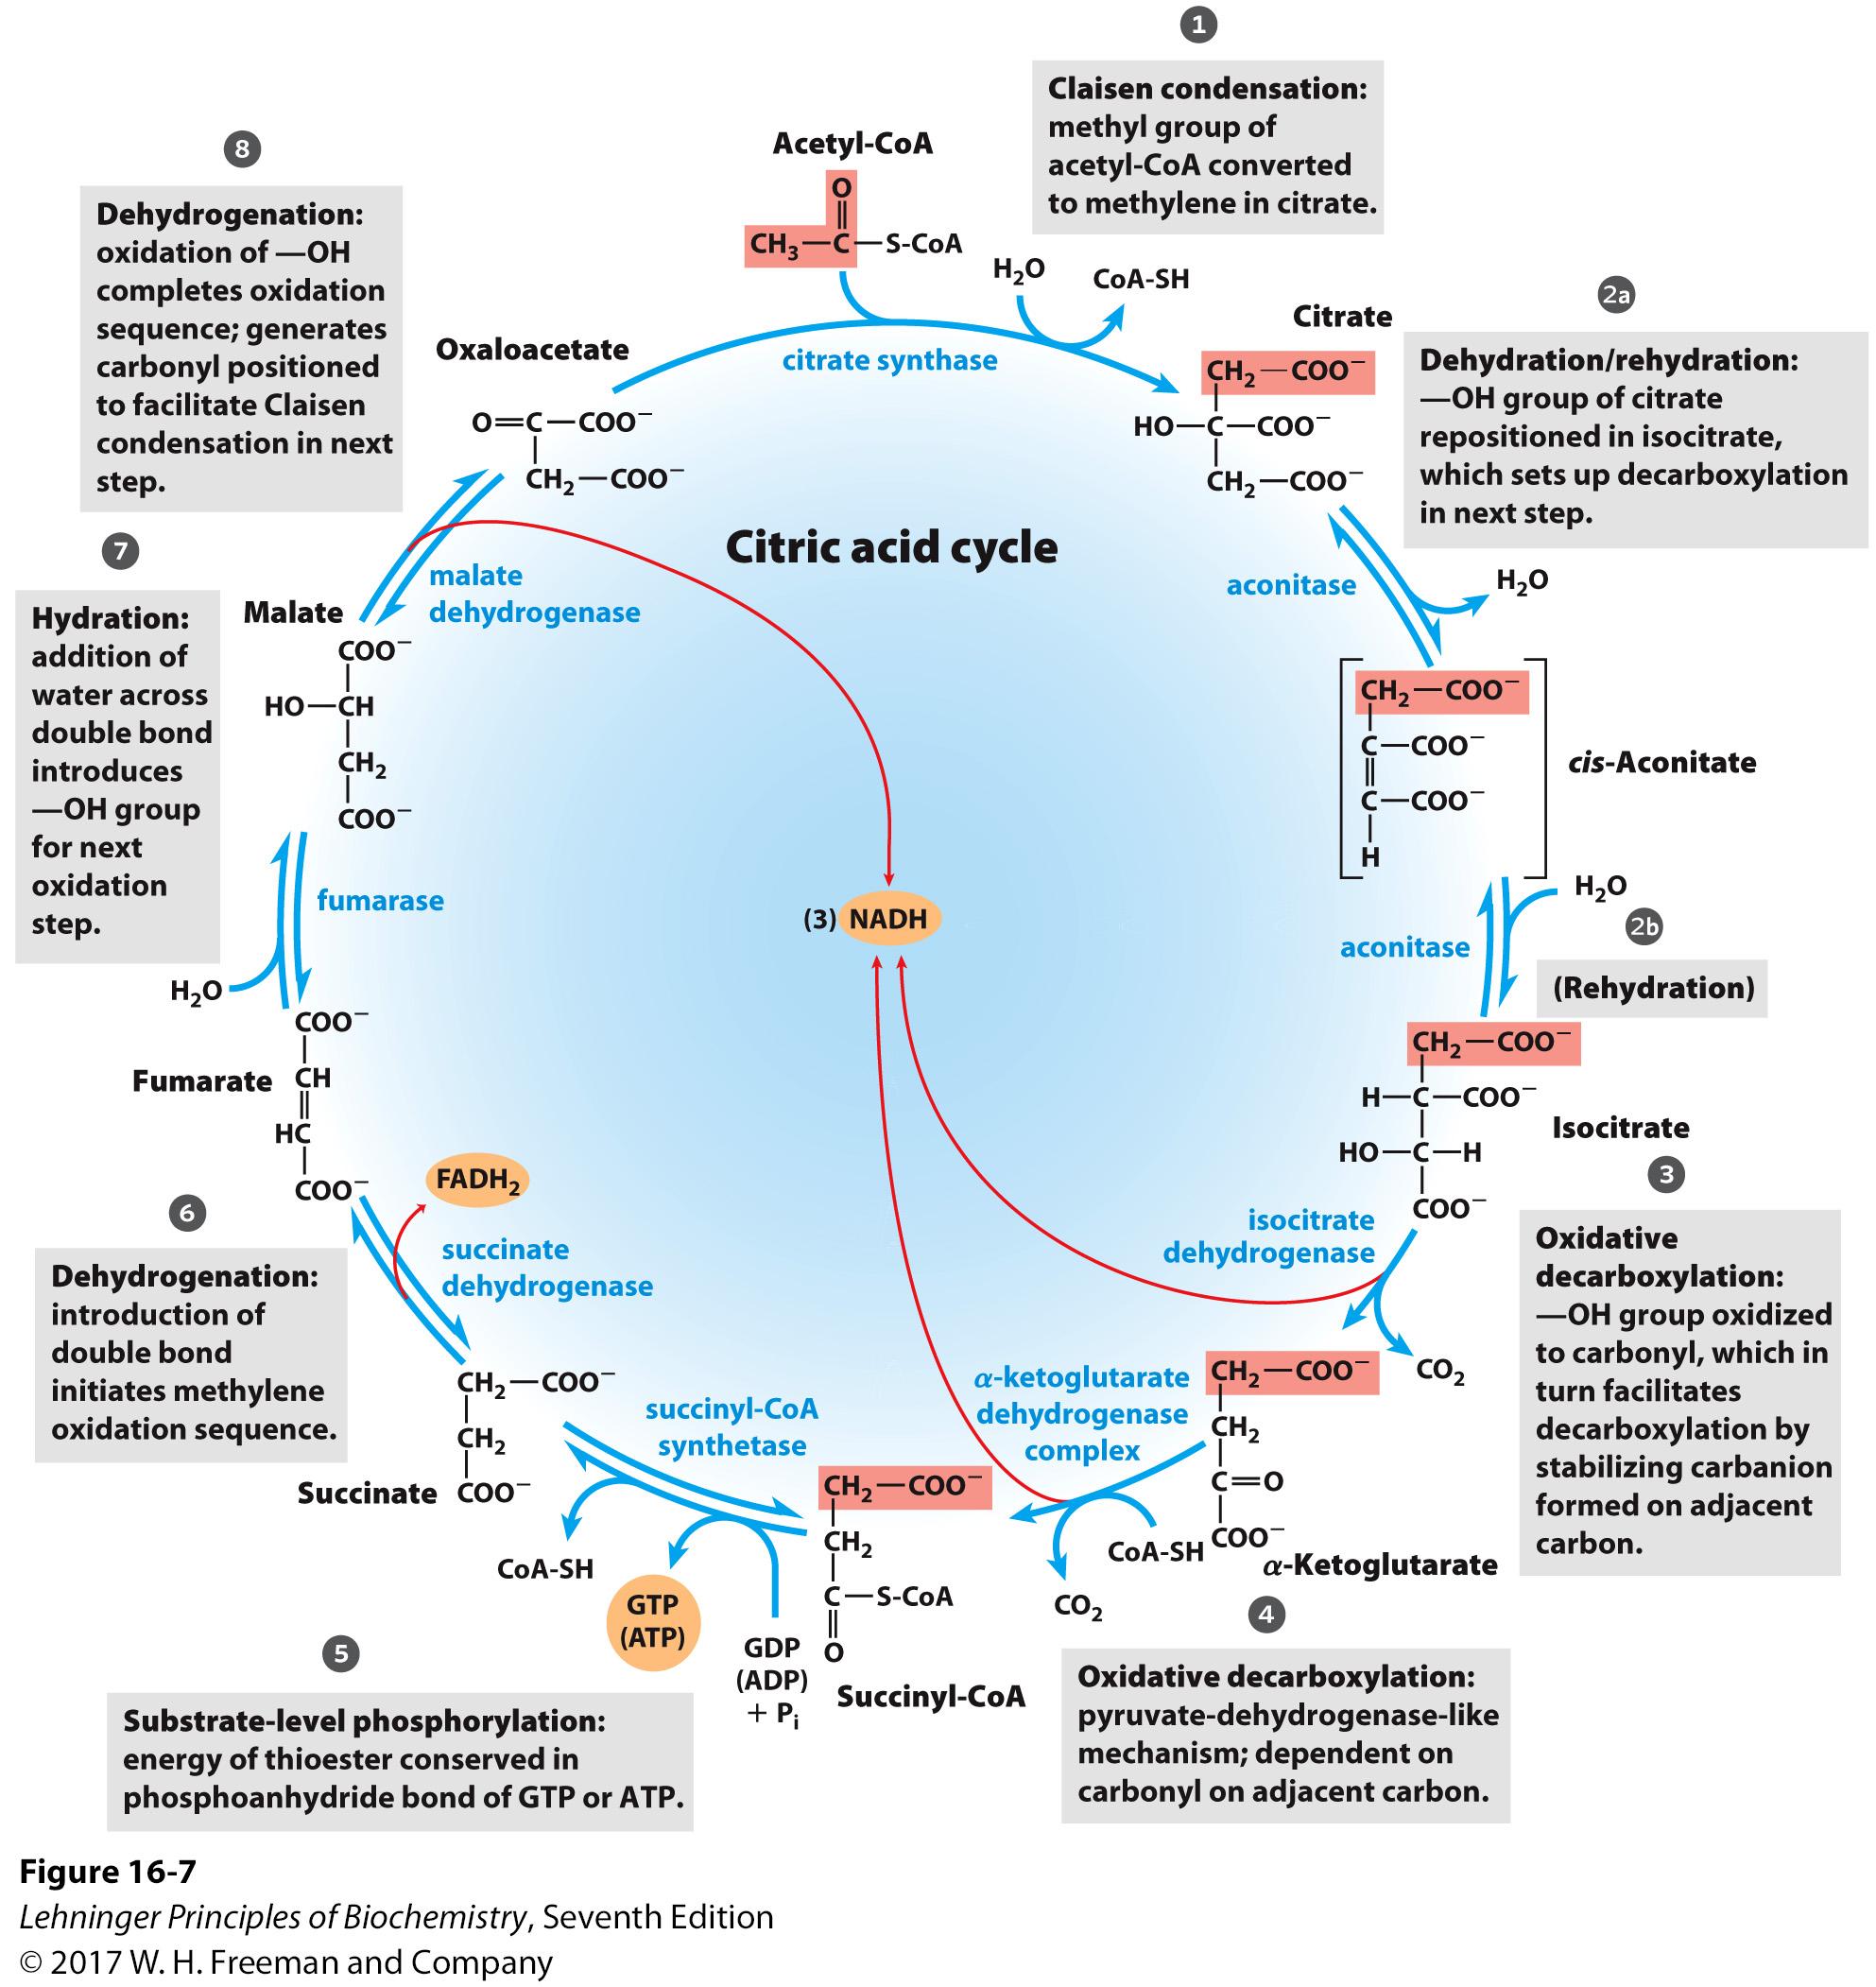 1
Claisen condensation:
methyl group of
acetyl-CoA converted
to methylene in citrate.
Acetyl-CoA
O
CH₃—C—S-CoA
H₂O
CoA-SH
citrate synthase
Citrate
CH₂—COO⁻
HO—C—COO⁻
CH₂—COO⁻
2a
Dehydration/rehydration:
—OH group of citrate
repositioned in isocitrate,
which sets up decarboxylation
in next step.
aconitase
H₂O
CH₂—COO⁻
C—COO⁻
C—COO⁻
H
cis-Aconitate
H₂O
aconitase
2b
(Rehydration)
CH₂—COO⁻
H—C—COO⁻
HO—C—H
COO⁻
Isocitrate
3
Oxidative
decarboxylation:
—OH group oxidized
to carbonyl, which in
turn facilitates
decarboxylation by
stabilizing carbanion
formed on adjacent
carbon.
isocitrate
dehydrogenase
CO₂
CH₂—COO⁻
CH₂
C=O
COO⁻
α-Ketoglutarate
α-ketoglutarate
dehydrogenase
complex
CoA-SH
CO₂
4
Oxidative decarboxylation:
pyruvate-dehydrogenase-like
mechanism; dependent on
carbonyl on adjacent carbon.
CH₂—COO⁻
CH₂
C—S-CoA
O
Succinyl-CoA
succinyl-CoA
synthetase
GDP
(ADP)
+ Pᵢ
GTP
(ATP)
CoA-SH
5
Substrate-level phosphorylation:
energy of thioester conserved in
phosphoanhydride bond of GTP or ATP.
CH₂—COO⁻
CH₂
COO⁻
Succinate
succinate
dehydrogenase
FADH₂
6
Dehydrogenation:
introduction of
double bond
initiates methylene
oxidation sequence.
COO⁻
CH
HC
COO⁻
Fumarate
fumarase
H₂O
7
Hydration:
addition of
water across
double bond
introduces
—OH group
for next
oxidation
step.
Malate
COO⁻
HO—CH
CH₂
COO⁻
malate
dehydrogenase
8
Dehydrogenation:
oxidation of —OH
completes oxidation
sequence; generates
carbonyl positioned
to facilitate Claisen
condensation in next
step.
Oxaloacetate
O=C—COO⁻
CH₂—COO⁻
Citric acid cycle
(3) NADH
Figure 16-7
Lehninger Principles of Biochemistry, Seventh Edition
© 2017 W. H. Freeman and Company